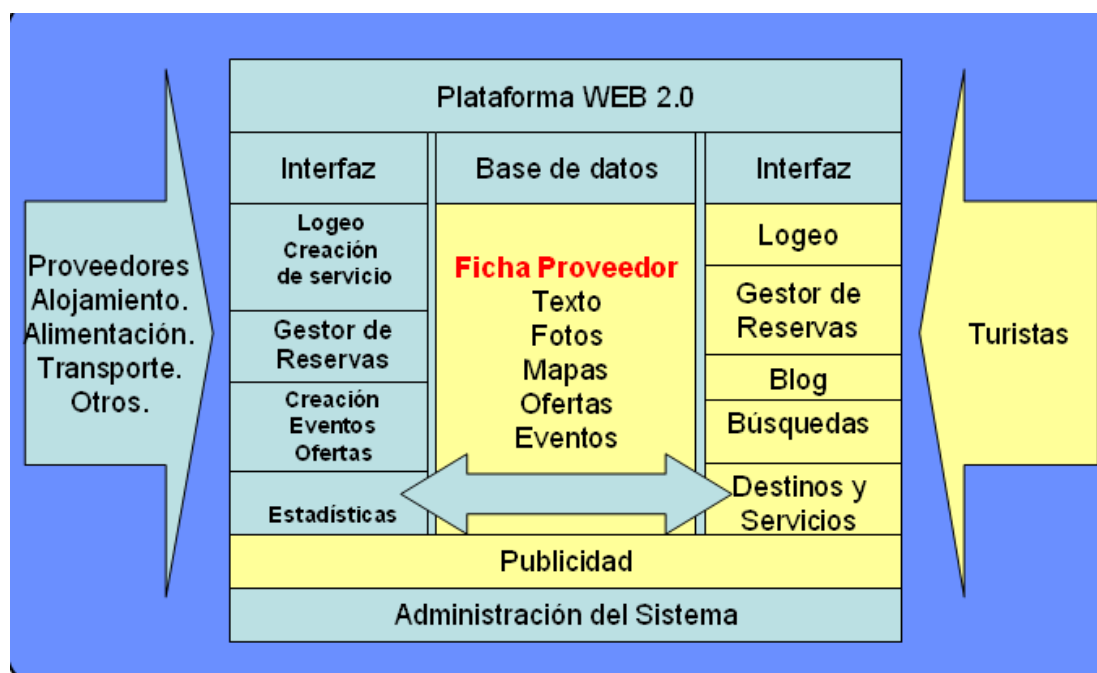 Plataforma WEB 2.0
Proveedores
Alojamiento.
Alimentación.
Transporte.
Otros.
Interfaz
Logeo
Creación
de servicio
Gestor de
Reservas
Creación
Eventos
Ofertas
Estadísticas
Base de datos
Ficha Proveedor
Texto
Fotos
Mapas
Ofertas
Eventos
Interfaz
Logeo
Gestor de
Reservas
Blog
Búsquedas
Destinos y
Servicios
Turistas
Publicidad
Administración del Sistema